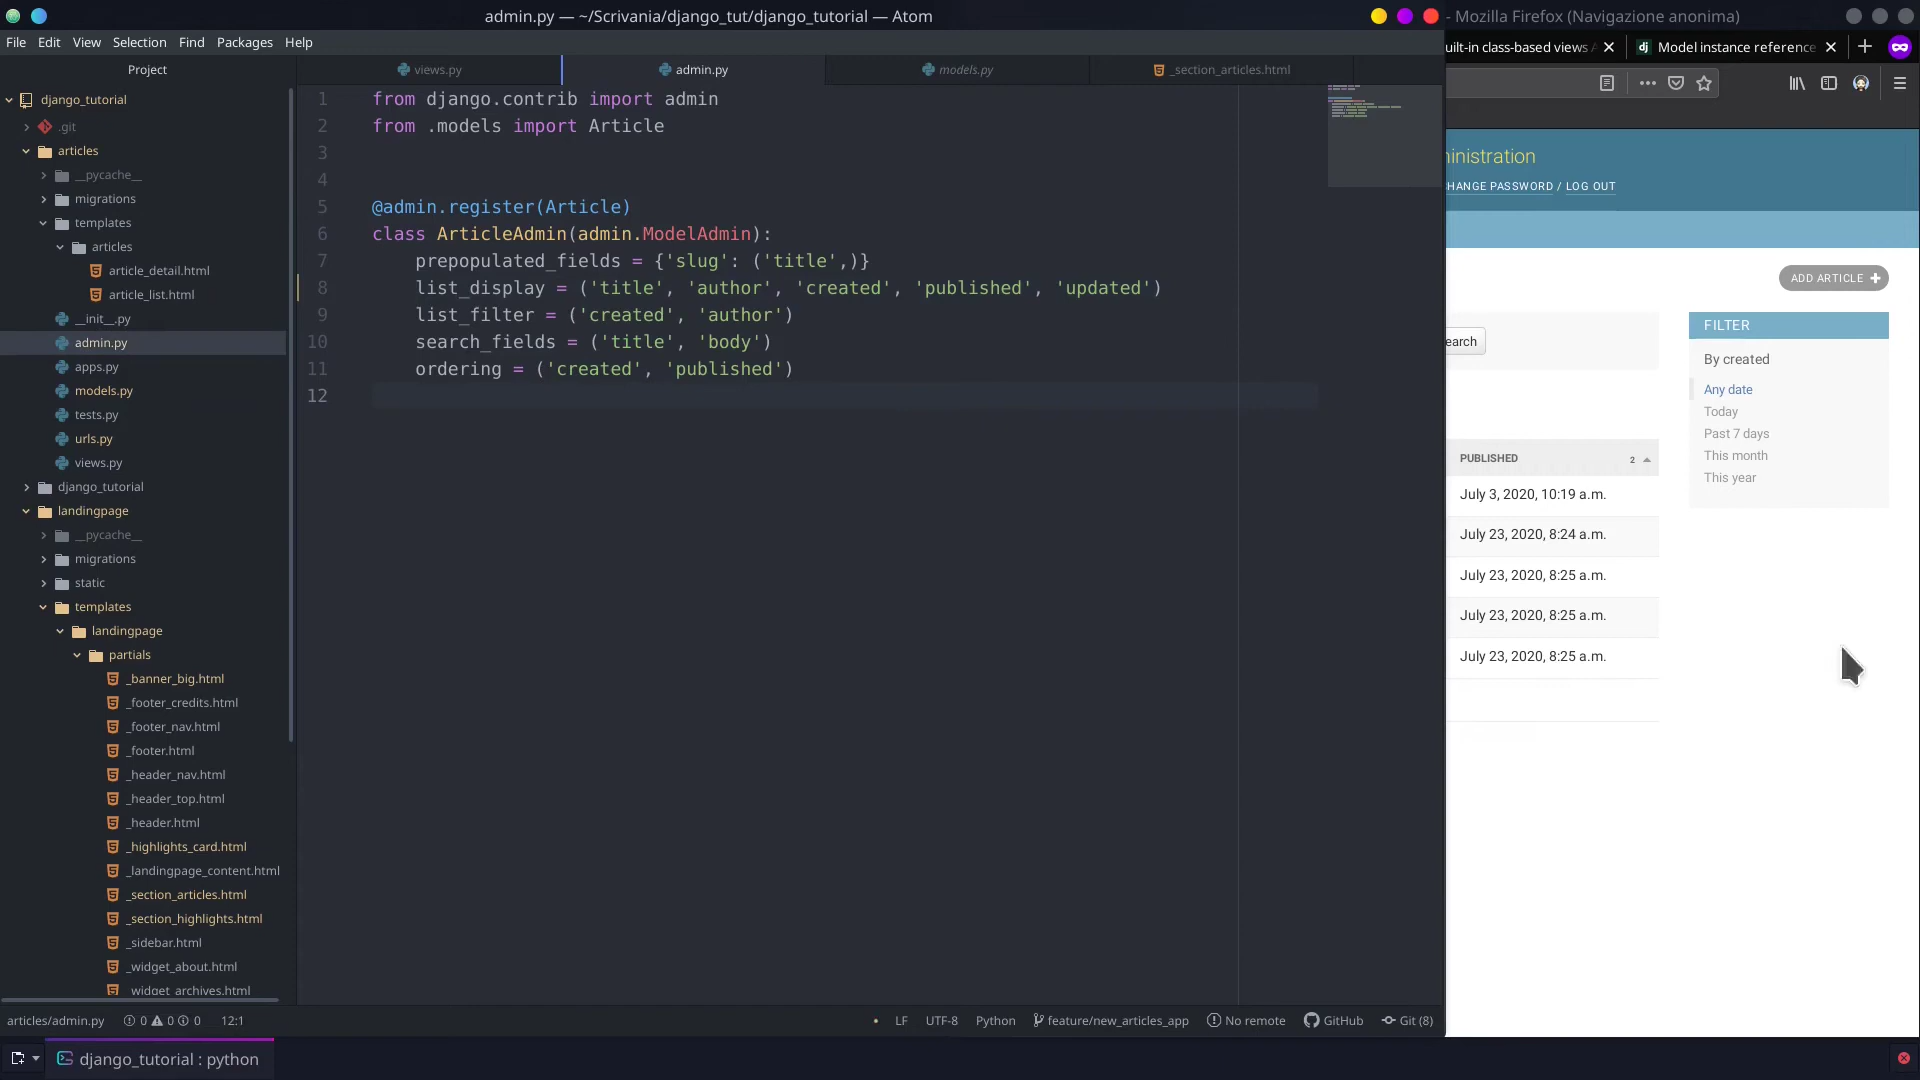 admin.py — ~/Scrivania/django_tut/django_tutorial — Atom
- Mozilla Firefox (Navigazione anonima)
File Edit View Selection Find Packages Help
uilt-in class-based views
Model instance reference
Project
views.py
admin.py
models.py
_section_articles.html
django_tutorial
.git
articles
__pycache__
migrations
templates
articles
article_detail.html
article_list.html
__init__.py
admin.py
apps.py
models.py
tests.py
urls.py
views.py
django_tutorial
landingpage
__pycache__
migrations
static
templates
landingpage
partials
_banner_big.html
_footer_credits.html
_footer_nav.html
_footer.html
_header_nav.html
_header_top.html
_header.html
_highlights_card.html
_landingpage_content.html
_section_articles.html
_section_highlights.html
_sidebar.html
_widget_about.html
_widget_archives.html
1 from django.contrib import admin
2 from .models import Article
3
4
5 @admin.register(Article)
6 class ArticleAdmin(admin.ModelAdmin):
7 prepopulated_fields = {'slug': ('title',)}
8 list_display = ('title', 'author', 'created', 'published', 'updated')
9 list_filter = ('created', 'author')
10 search_fields = ('title', 'body')
11 ordering = ('created', 'published')
12
ministration
HANGE PASSWORD / LOG OUT
ADD ARTICLE +
earch
FILTER
By created
Any date
Today
Past 7 days
This month
This year
PUBLISHED 2
July 3, 2020, 10:19 a.m.
July 23, 2020, 8:24 a.m.
July 23, 2020, 8:25 a.m.
July 23, 2020, 8:25 a.m.
July 23, 2020, 8:25 a.m.
articles/admin.py 0 0 0 12:1
LF UTF-8 Python feature/new_articles_app No remote GitHub Git (8)
django_tutorial : python